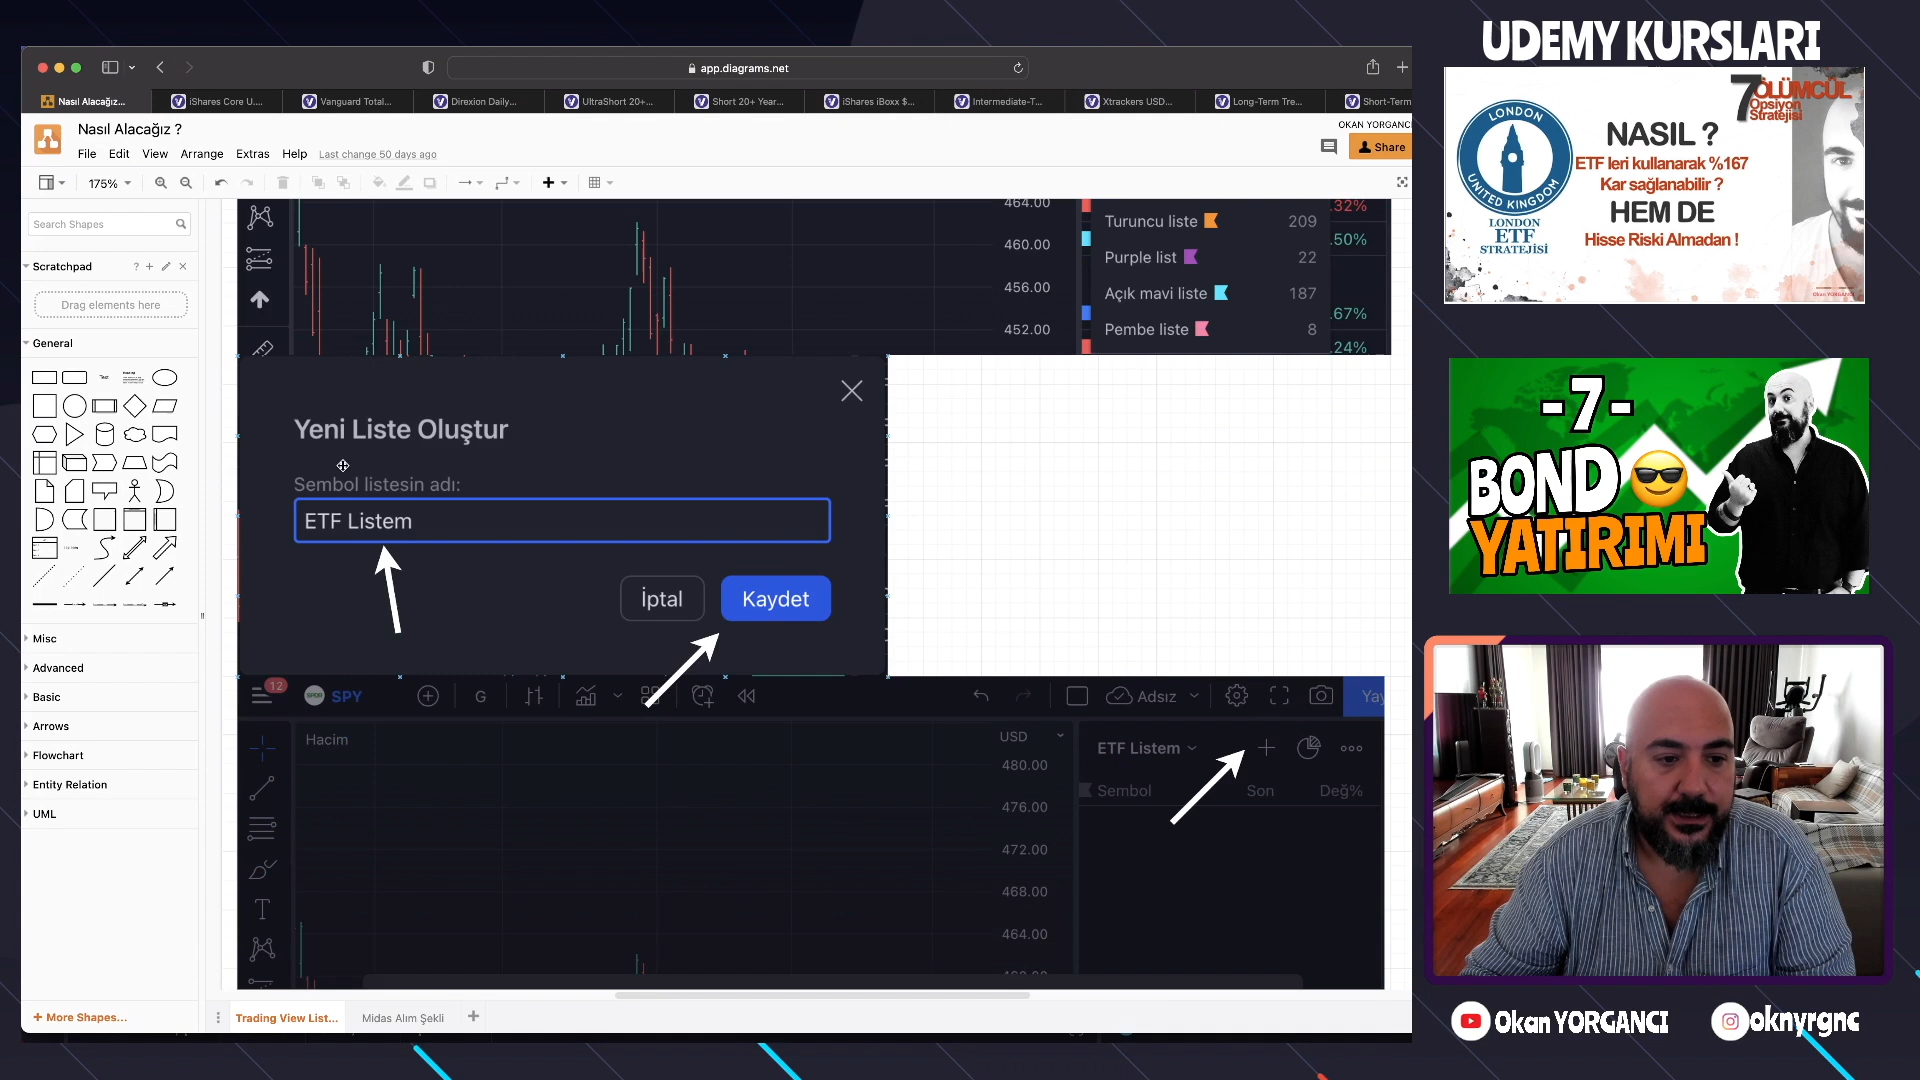 UDEMY KURSLARI
app.diagrams.net
Nasıl Alacağız...
iShares Core U....
Vanguard Total...
Direxion Daily...
UltraShort 20+...
Short 20+ Year...
iShares iBoxx $...
Intermediate-T...
Xtrackers USD...
Long-Term Tre...
Short-Term
Nasıl Alacağız ?
OKAN YORGANCI
File Edit View Arrange Extras Help Last change 50 days ago
Share
175%
Search Shapes
Scratchpad
Drag elements here
General
Misc
Advanced
Basic
Arrows
Flowchart
Entity Relation
UML
+ More Shapes...
464.00
460.00
456.00
452.00
Turuncu liste 209
Purple list 22
Açık mavi liste 187
Pembe liste 8
.32%
.50%
.67%
.24%
Yeni Liste Oluştur
Sembol listesin adı:
ETF Listem
İptal
Kaydet
12
SPY
G
Adsız
Yay
Hacim
USD
480.00
476.00
472.00
468.00
464.00
ETF Listem
Sembol Son Değ%
Trading View List...
Midas Alım Şekli
7 ÖLÜMCÜL
Opsiyon
Stratejisi
LONDON
UNITED KINGDOM
LONDON
ETF
STRATEJİSİ
NASIL ?
ETF leri kullanarak %167
Kar sağlanabilir ?
HEM DE
Hisse Riski Almadan !
Okan YORGANCI
-7-
BOND
YATIRIMI
Okan YORGANCI
oknyrgnc